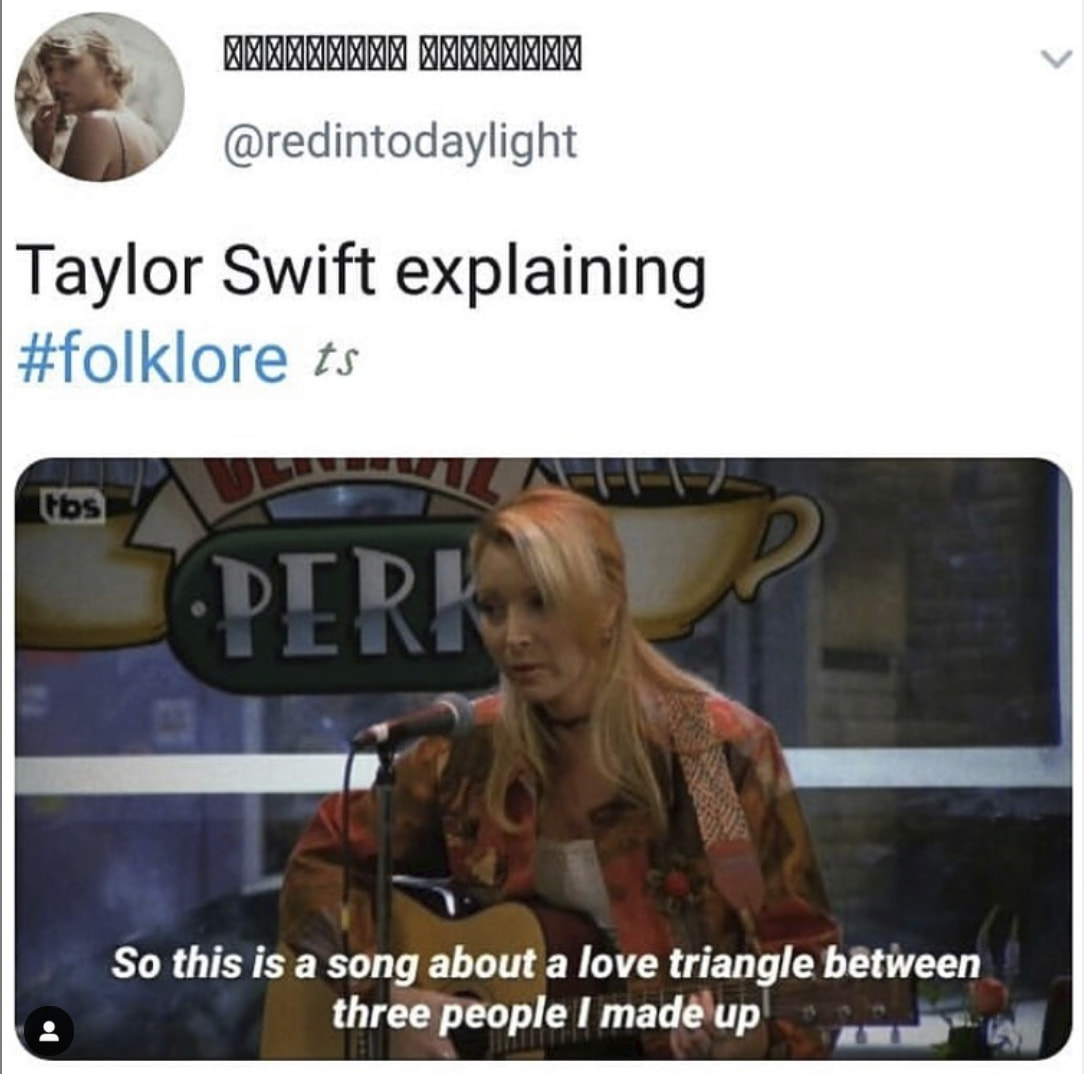 @redintodaylight
Taylor Swift explaining
#folklore ts
tbs
CENTRAL
PERK
So this is a song about a love triangle between
three people I made up